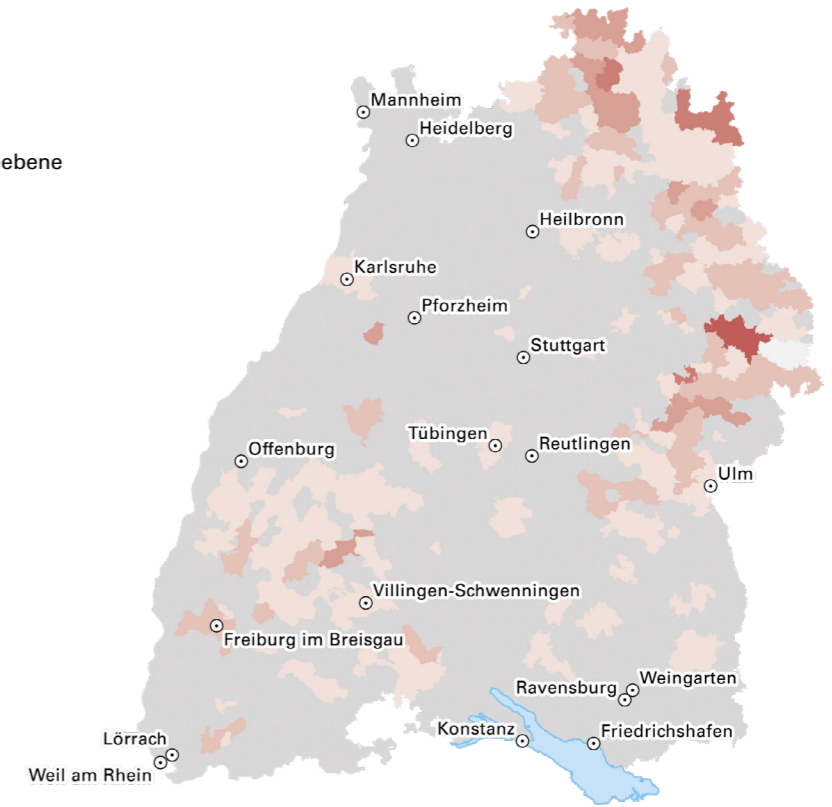 Mannheim
Heidelberg
ebene
Heilbronn
Karlsruhe
Pforzheim
Stuttgart
Tübingen
Reutlingen
Offenburg
Ulm
Villingen-Schwenningen
Freiburg im Breisgau
Weingarten
Ravensburg
Konstanz
Friedrichshafen
Lörrach
Weil am Rhein